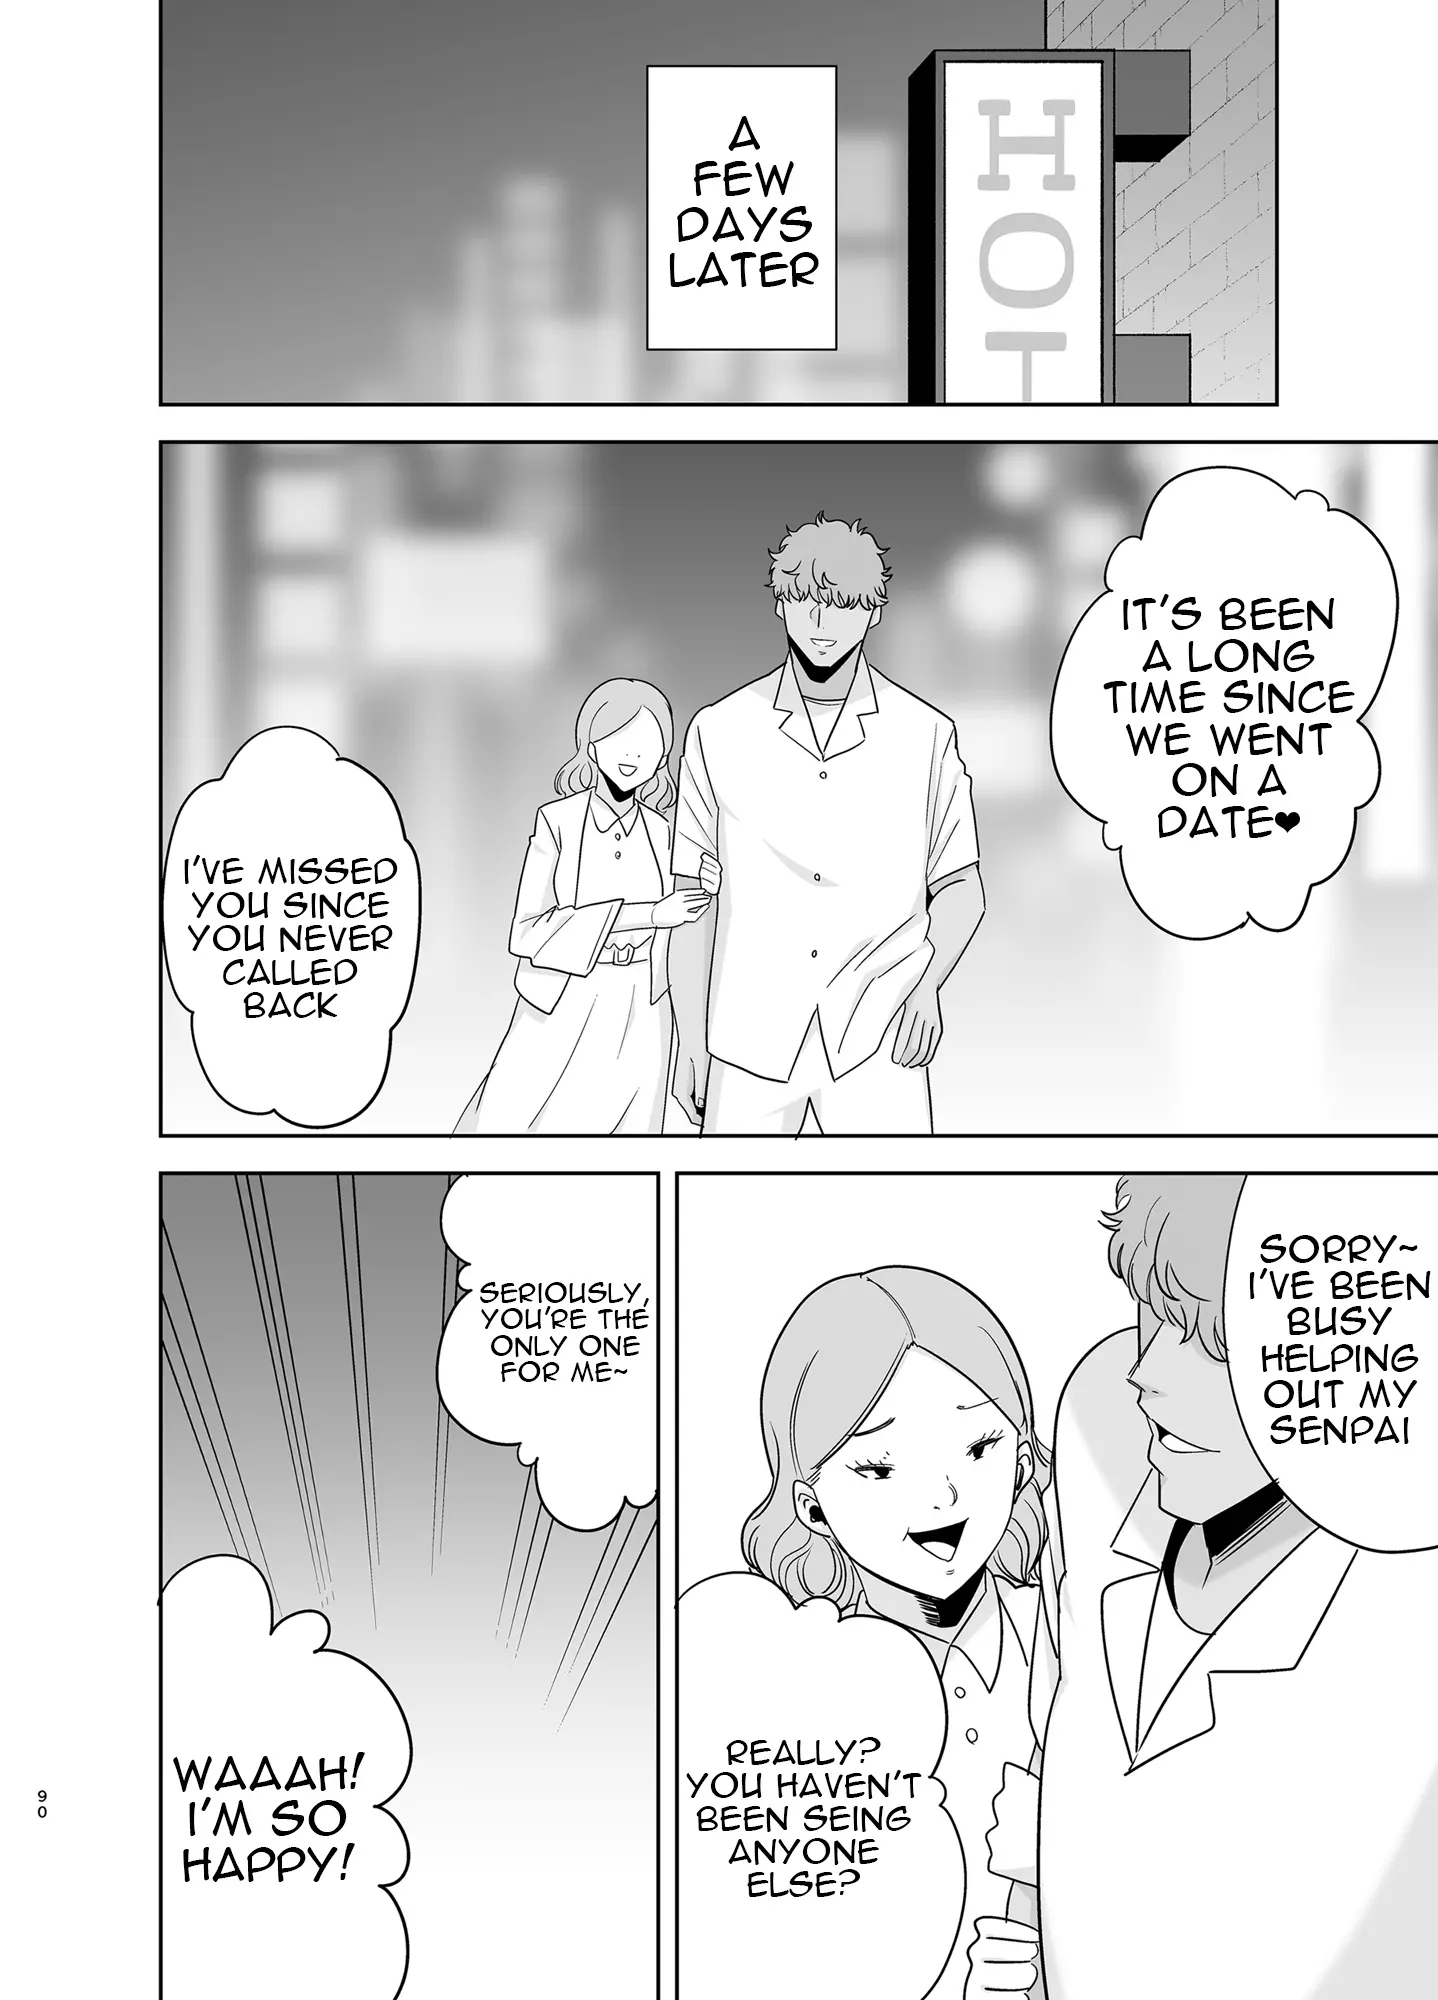 A
FEW
DAYS
LATER
HOT
IT'S BEEN
A LONG
TIME SINCE
WE WENT
ON A
DATE❤
I'VE MISSED
YOU SINCE
YOU NEVER
CALLED
BACK
SORRY~
I'VE BEEN
BUSY
HELPING
OUT MY
SENPAI
REALLY?
YOU HAVEN'T
BEEN SEING
ANYONE
ELSE?
SERIOUSLY,
YOU'RE THE
ONLY ONE
FOR ME~
WAAAH!
I'M SO
HAPPY!
90